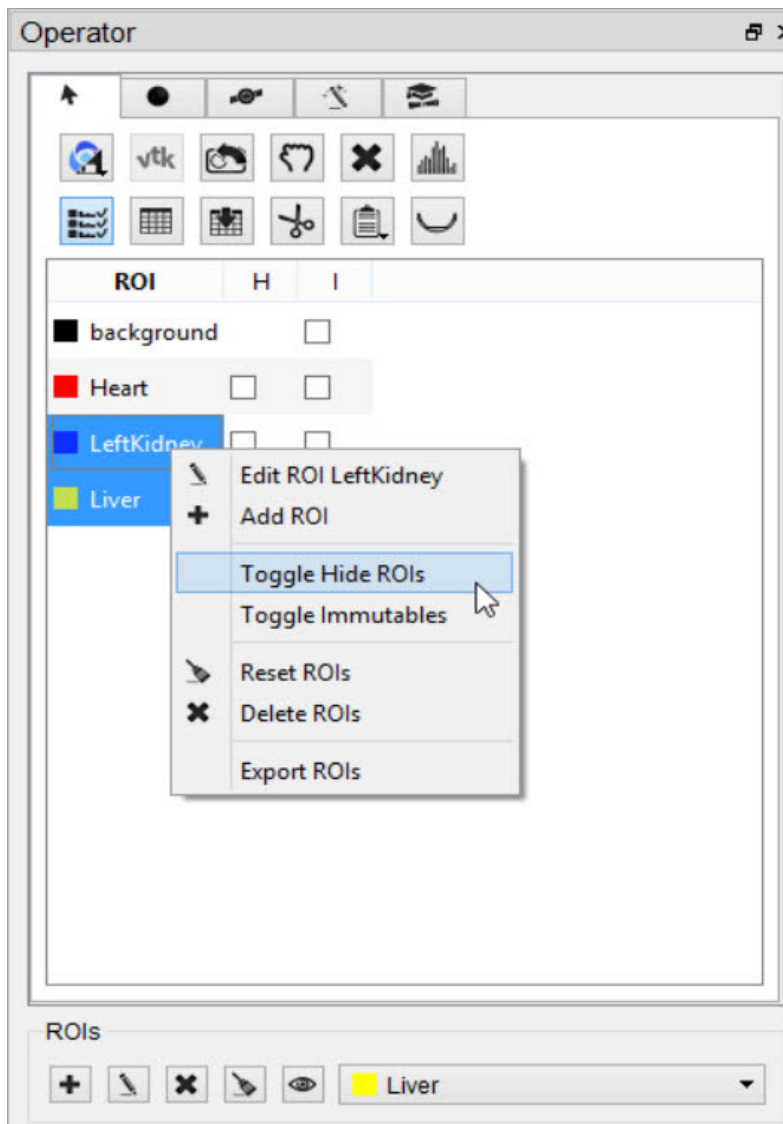 Operator
vtk
ROI H I
background
Heart
LeftKidney
Liver
Edit ROI LeftKidney
Add ROI
Toggle Hide ROIs
Toggle Immutables
Reset ROIs
Delete ROIs
Export ROIs
ROIs
Liver